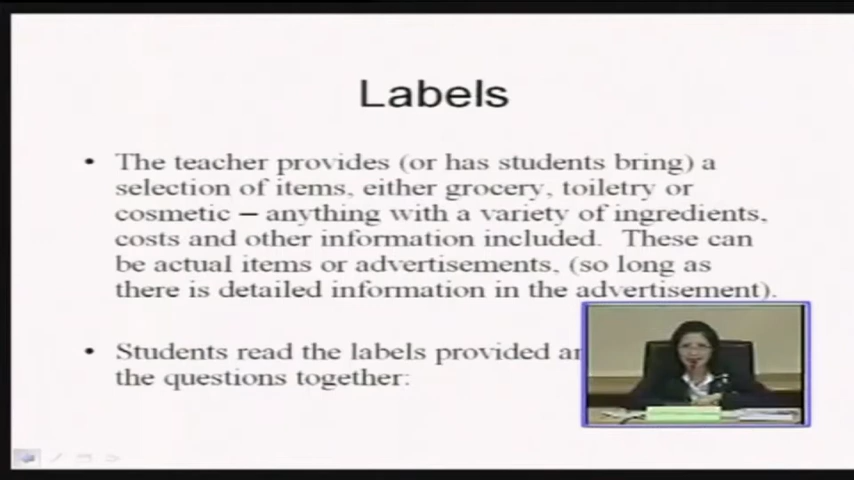 Labels
• The teacher provides (or has students bring) a
selection of items, either grocery, toiletry or
cosmetic – anything with a variety of ingredients,
costs and other information included. These can
be actual items or advertisements, (so long as
there is detailed information in the advertisement).
• Students read the labels provided
the questions together: